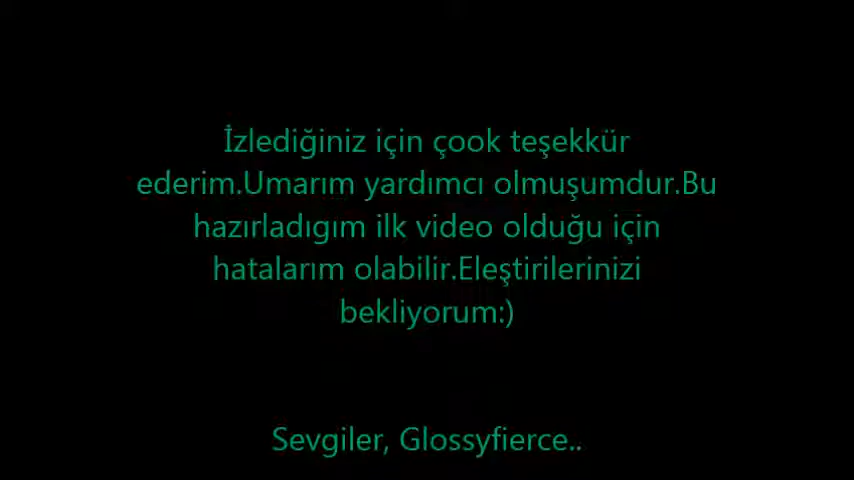 İzlediğiniz için çook teşekkür
ederim.Umarım yardımcı olmuşumdur.Bu
hazırladıgım ilk video olduğu için
hatalarım olabilir.Eleştirilerinizi
bekliyorum:)
Sevgiler, Glossyfierce..